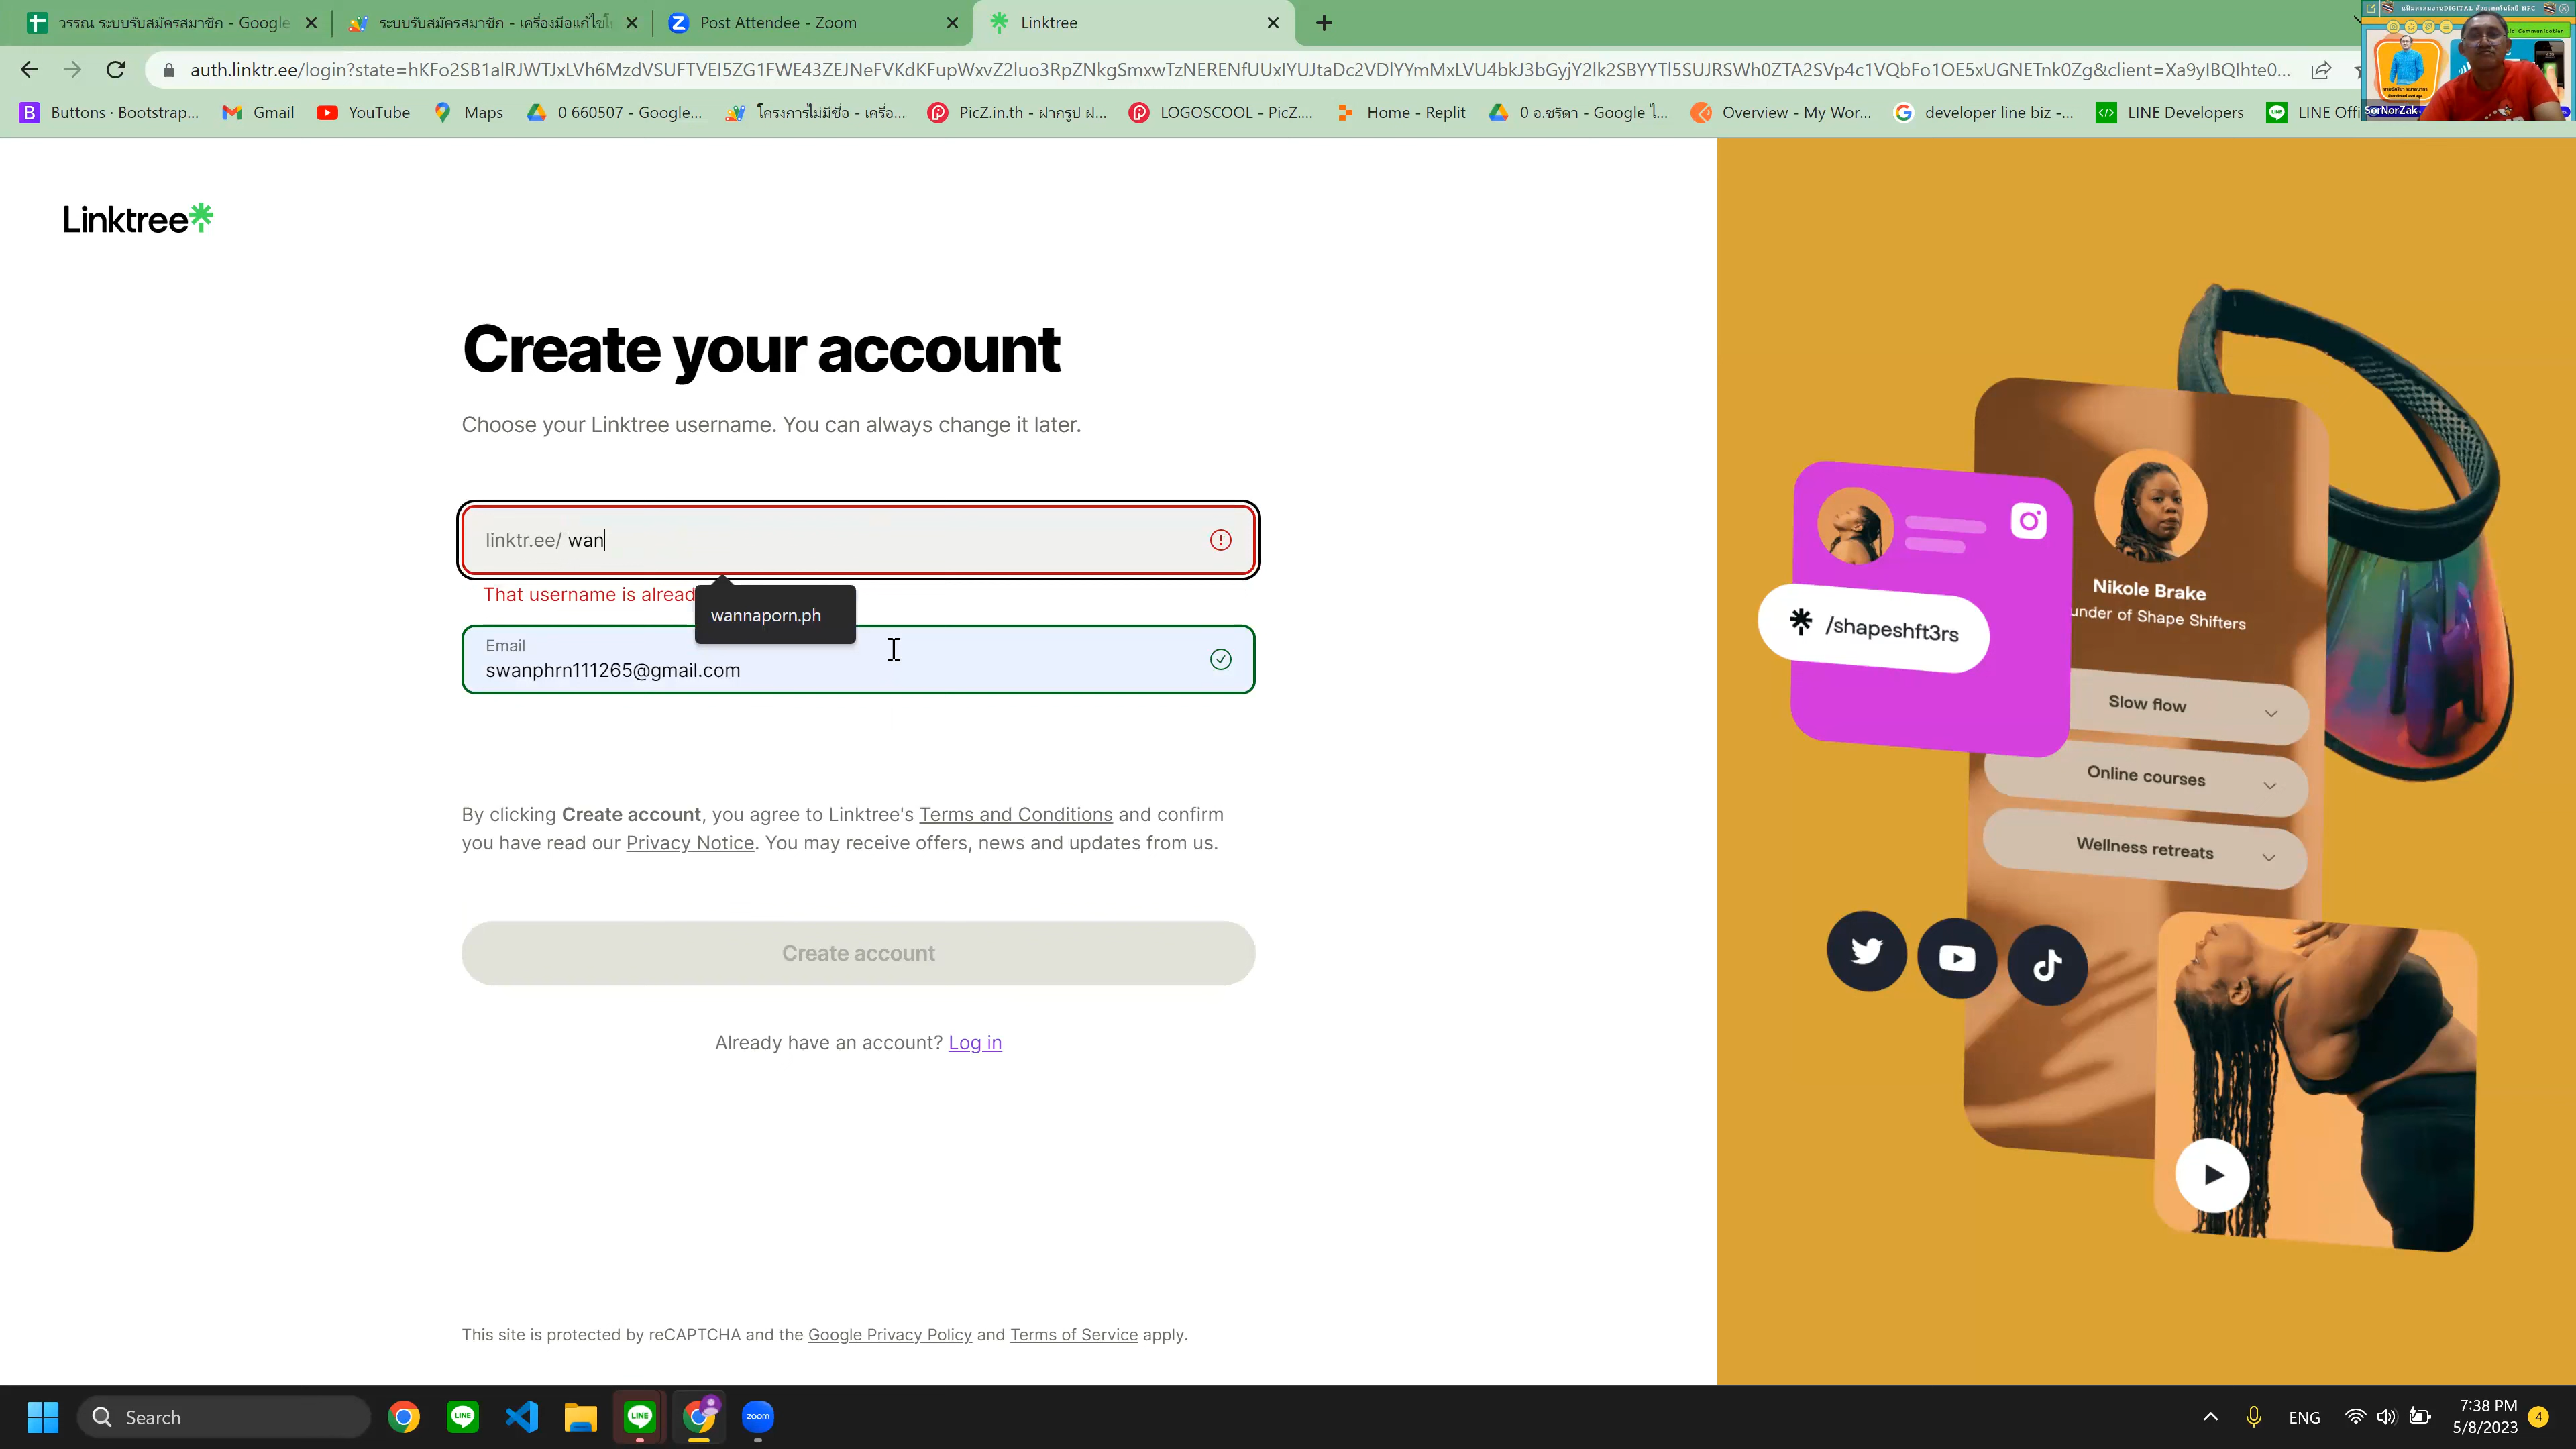 วรรณ ระบบรับสมัครสมาชิก - Google
ระบบรับสมัครสมาชิก - เครื่องมือแก้ไขโ
Post Attendee - Zoom
Linktree
auth.linktr.ee/login?state=
Buttons · Bootstrap...
Gmail
YouTube
Maps
0 660507 - Google...
โครงการไม่มีชื่อ - เครื่อ...
PicZ.in.th - ฝากรูป ฝ...
LOGOSCOOL - PicZ....
Home - Replit
0 อ.ชริดา - Google ไ...
Overview - My Wor...
developer line biz -...
LINE Developers
LINE Offi
SerNorZak
Linktree
Create your account
Choose your Linktree username. You can always change it later.
linktr.ee/ wan
That username is alread
wannaporn.ph
Email
swanphrn111265@gmail.com
By clicking Create account, you agree to Linktree's Terms and Conditions and confirm
you have read our Privacy Notice. You may receive offers, news and updates from us.
Create account
Already have an account? Log in
This site is protected by reCAPTCHA and the Google Privacy Policy and Terms of Service apply.
Nikole Brake
under of Shape Shifters
/shapeshft3rs
Slow flow
Online courses
Wellness retreats
Search
LINE
LINE
zoom
ENG
7:38 PM
5/8/2023
4